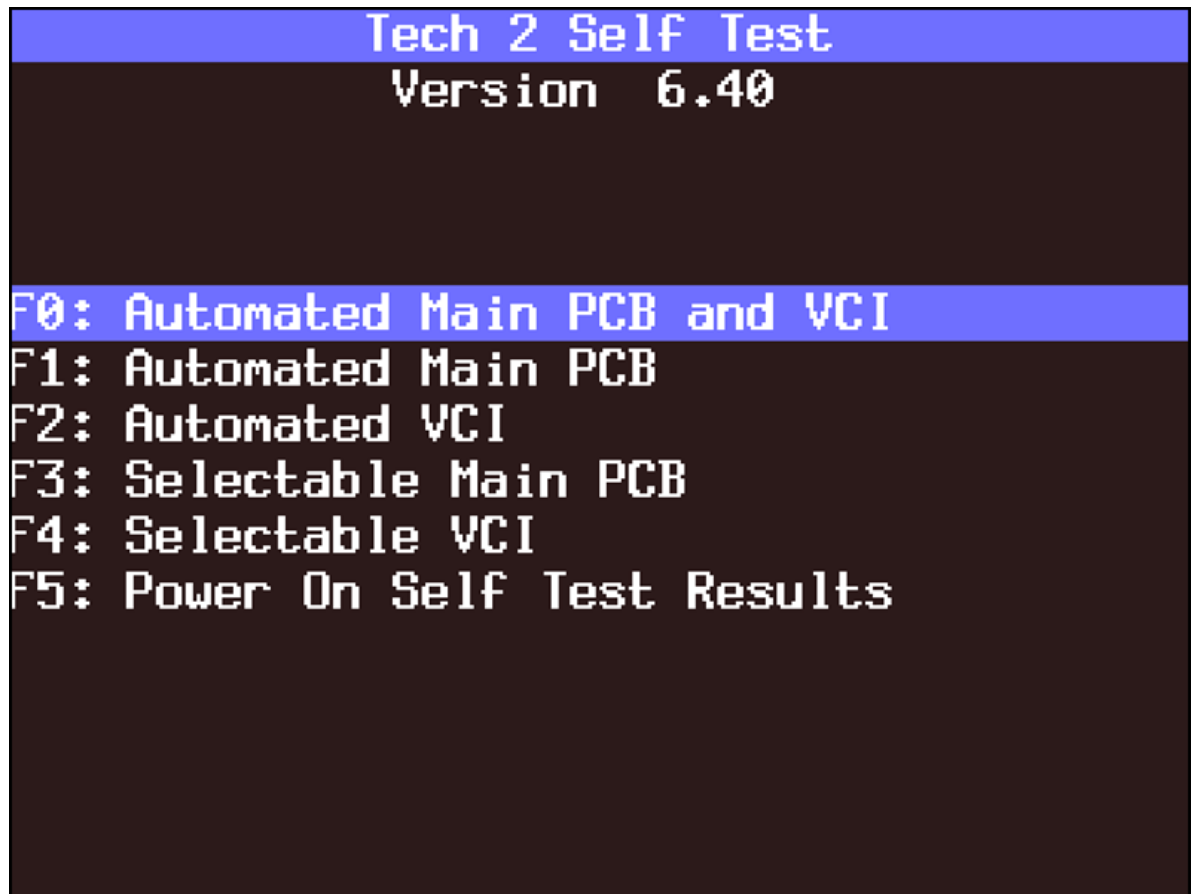 Tech 2 Self Test
Version 6.40
F0: Automated Main PCB and VCI
F1: Automated Main PCB
F2: Automated VCI
F3: Selectable Main PCB
F4: Selectable VCI
F5: Power On Self Test Results